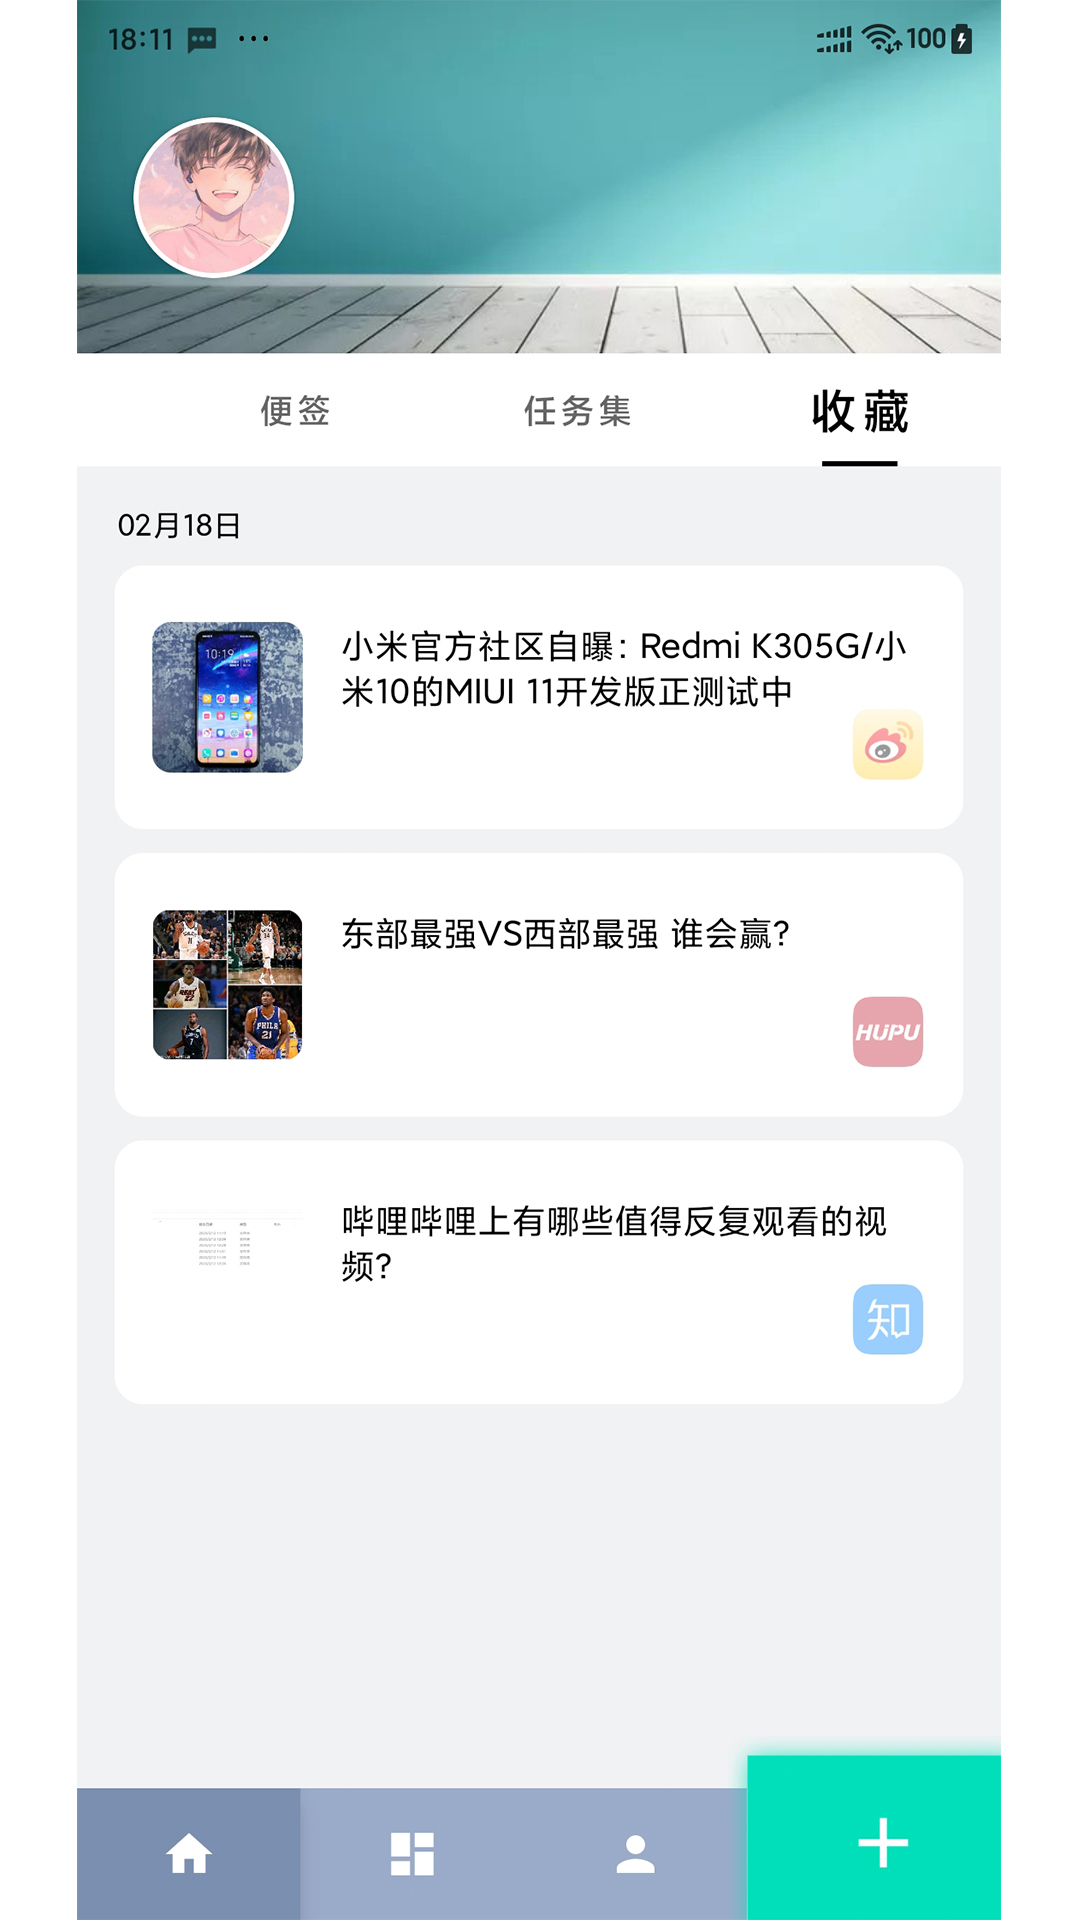 18:11
100
便签
任务集
收藏
02月18日
10:19
小米官方社区自曝：Redmi K305G/小
米10的MIUI 11开发版正测试中
东部最强VS西部最强 谁会赢？
PHILA
21
HUPU
哔哩哔哩上有哪些值得反复观看的视
频？
知